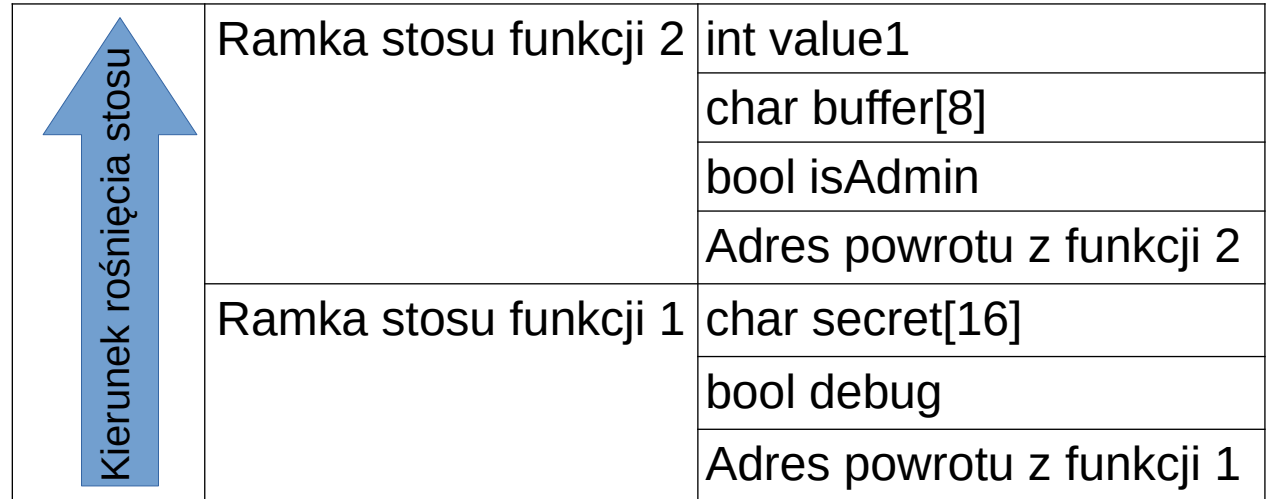 Kierunek rośnięcia stosu
Ramka stosu funkcji 2
int value1
char buffer[8]
bool isAdmin
Adres powrotu z funkcji 2
Ramka stosu funkcji 1
char secret[16]
bool debug
Adres powrotu z funkcji 1